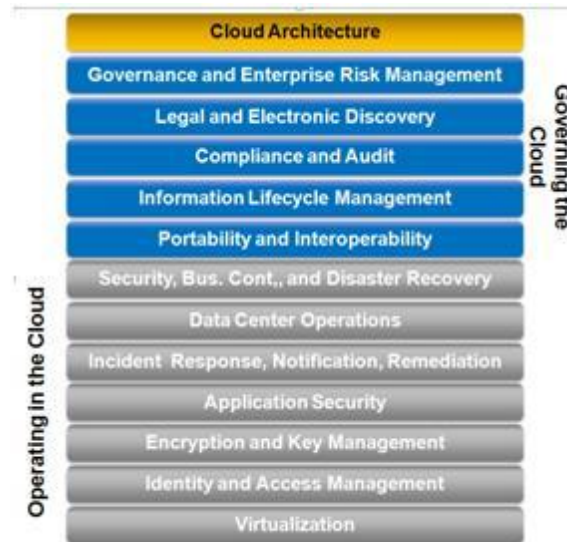 Cloud Architecture
Governance and Enterprise Risk Management
Legal and Electronic Discovery
Compliance and Audit
Information Lifecycle Management
Portability and Interoperability
Security, Bus. Cont,, and Disaster Recovery
Data Center Operations
Incident Response, Notification, Remediation
Application Security
Encryption and Key Management
Identity and Access Management
Virtualization
Governing the
Cloud
Operating in the Cloud